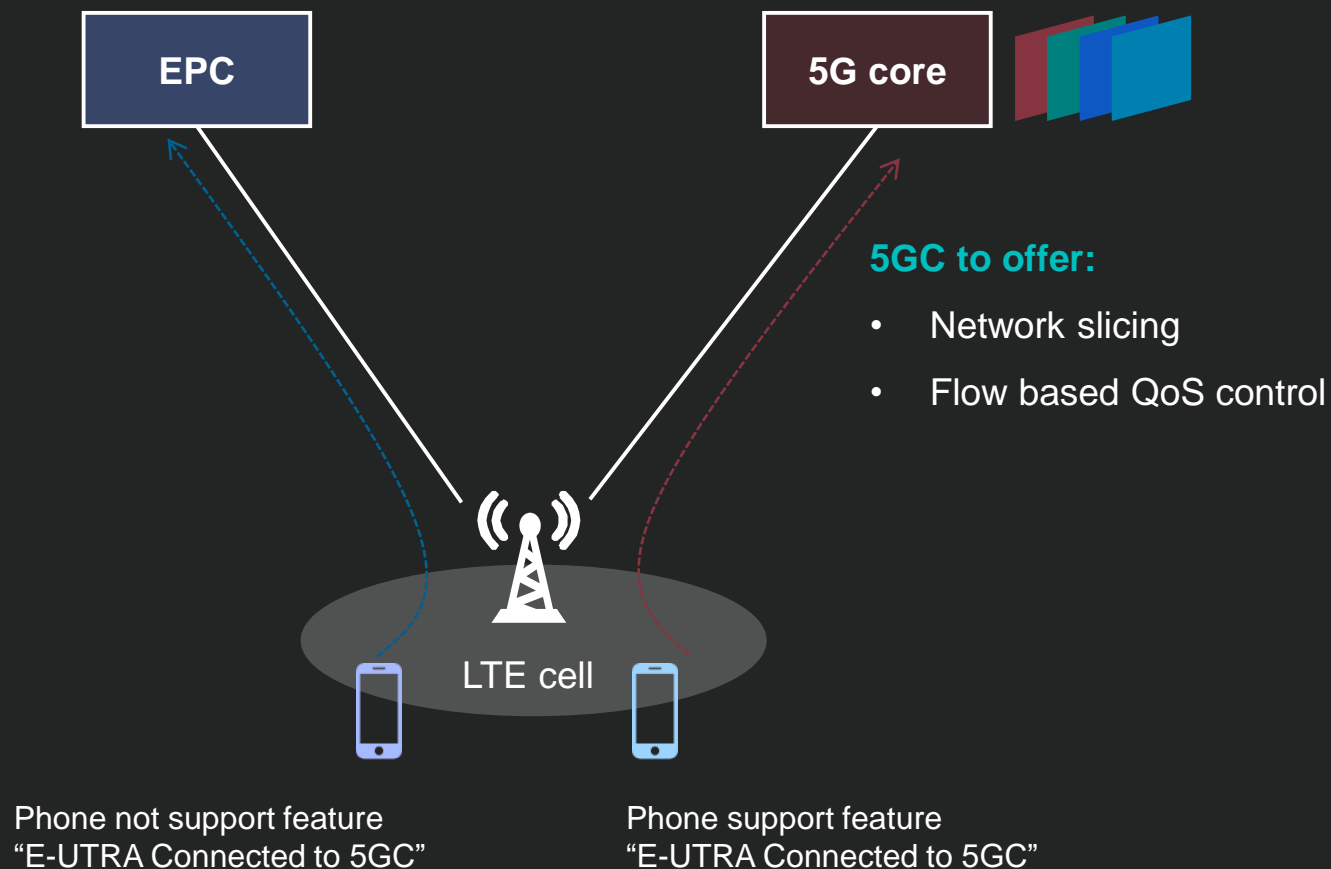 EPC
5G core
5GC to offer:
• Network slicing
• Flow based QoS control
LTE cell
Phone not support feature
“E-UTRA Connected to 5GC”
Phone support feature
“E-UTRA Connected to 5GC”